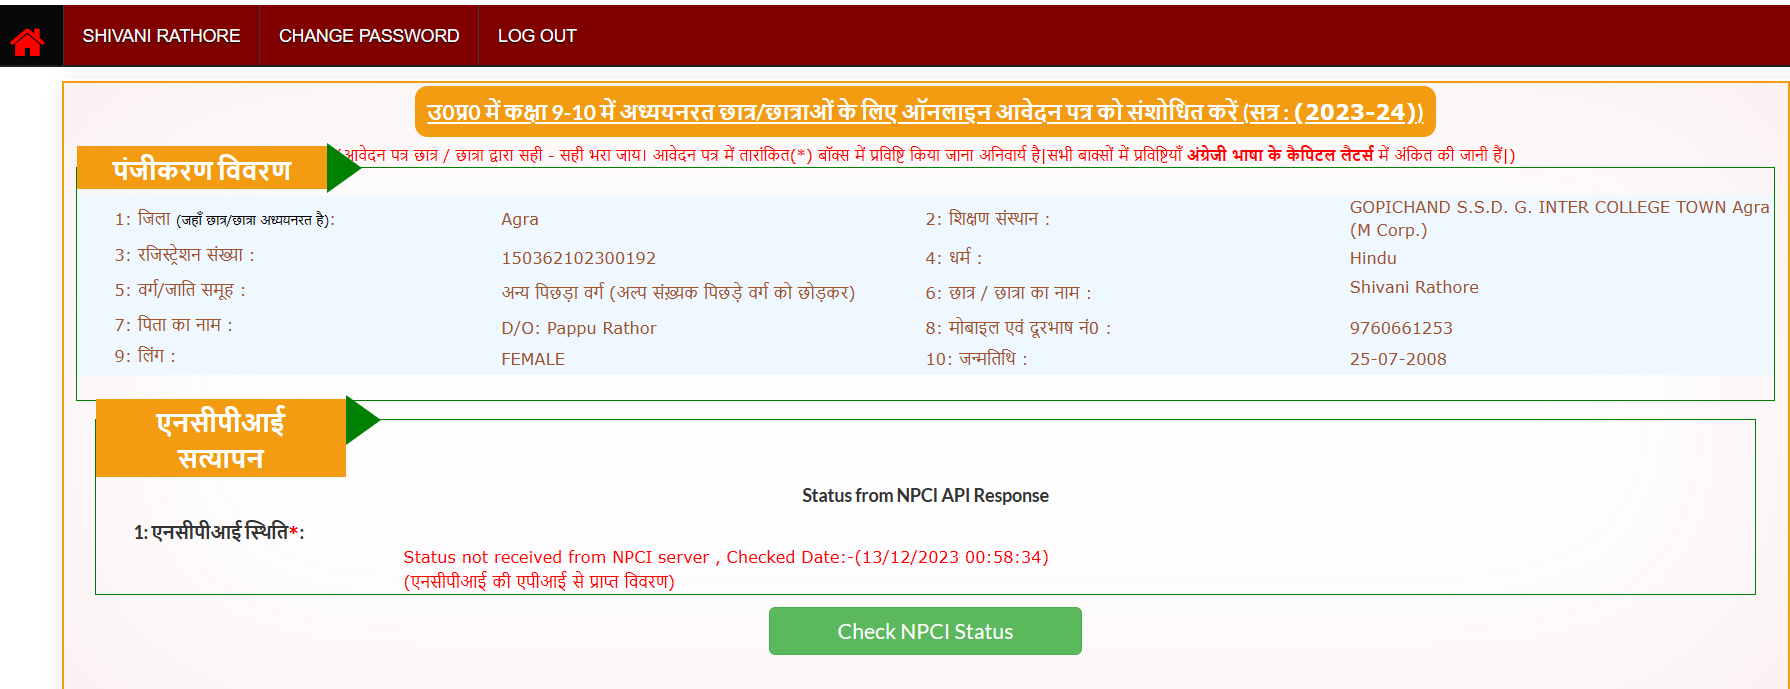 SHIVANI RATHORE CHANGE PASSWORD LOG OUT
उ0प्र0 में कक्षा 9-10 में अध्ययनरत छात्र/छात्राओं के लिए ऑनलाइन आवेदन पत्र को संशोधित करें (सत्र : (2023-24))
(आवेदन पत्र छात्र / छात्रा द्वारा सही - सही भरा जाय। आवेदन पत्र में तारांकित(*) बॉक्स में प्रविष्टि किया जाना अनिवार्य है|सभी बाक्सों में प्रविष्टियाँ अंग्रेजी भाषा के कैपिटल लैटर्स में अंकित की जानी हैं|)
पंजीकरण विवरण
1: जिला (जहाँ छात्र/छात्रा अध्ययनरत है): Agra 2: शिक्षण संस्थान : GOPICHAND S.S.D. G. INTER COLLEGE TOWN Agra
(M Corp.)
3: रजिस्ट्रेशन संख्या : 150362102300192 4: धर्म : Hindu
5: वर्ग/जाति समूह : अन्य पिछड़ा वर्ग (अल्प संख़्यक पिछड़े वर्ग को छोड़कर) 6: छात्र / छात्रा का नाम : Shivani Rathore
7: पिता का नाम : D/O: Pappu Rathor 8: मोबाइल एवं दूरभाष नं0 : 9760661253
9: लिंग : FEMALE 10: जन्मतिथि : 25-07-2008
एनसीपीआई
सत्यापन
Status from NPCI API Response
1: एनसीपीआई स्थिति*:
Status not received from NPCI server , Checked Date:-(13/12/2023 00:58:34)
(एनसीपीआई की एपीआई से प्राप्त विवरण)
Check NPCI Status